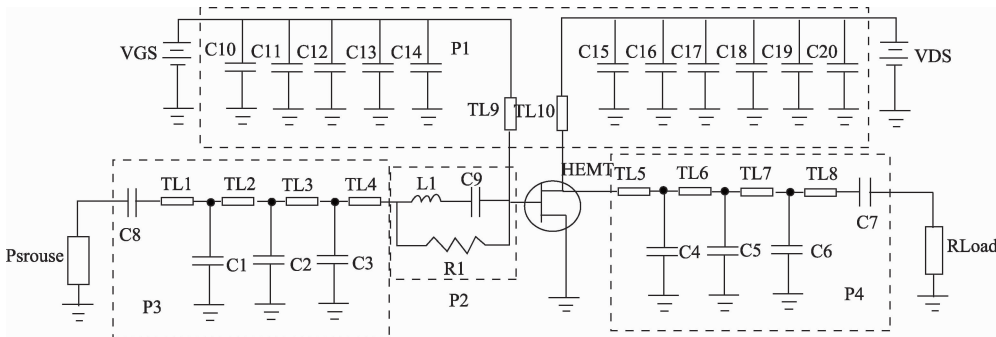 VGS
C10
C11
C12
C13
C14
P1
C15
C16
C17
C18
C19
C20
VDS
TL9
TL10
HEMT
TL1
TL2
TL3
TL4
L1
C9
TL5
TL6
TL7
TL8
C8
C7
Psrouse
C1
C2
C3
R1
C4
C5
C6
RLoad
P3
P2
P4